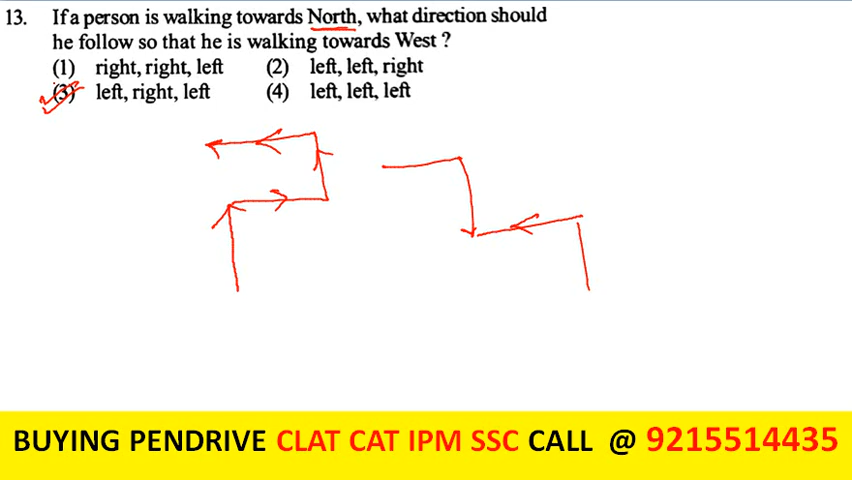 13. If a person is walking towards North, what direction should
he follow so that he is walking towards West ?
(1) right, right, left (2) left, left, right
(3) left, right, left (4) left, left, left
BUYING PENDRIVE CLAT CAT IPM SSC CALL @ 9215514435